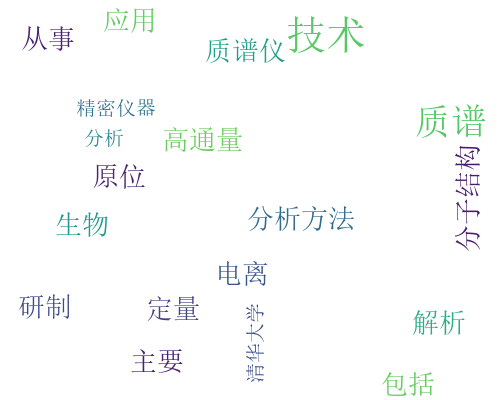 从事
应用
质谱仪
技术
精密仪器
质谱
分析
高通量
分子结构
原位
生物
分析方法
电离
研制
定量
清华大学
解析
主要
包括